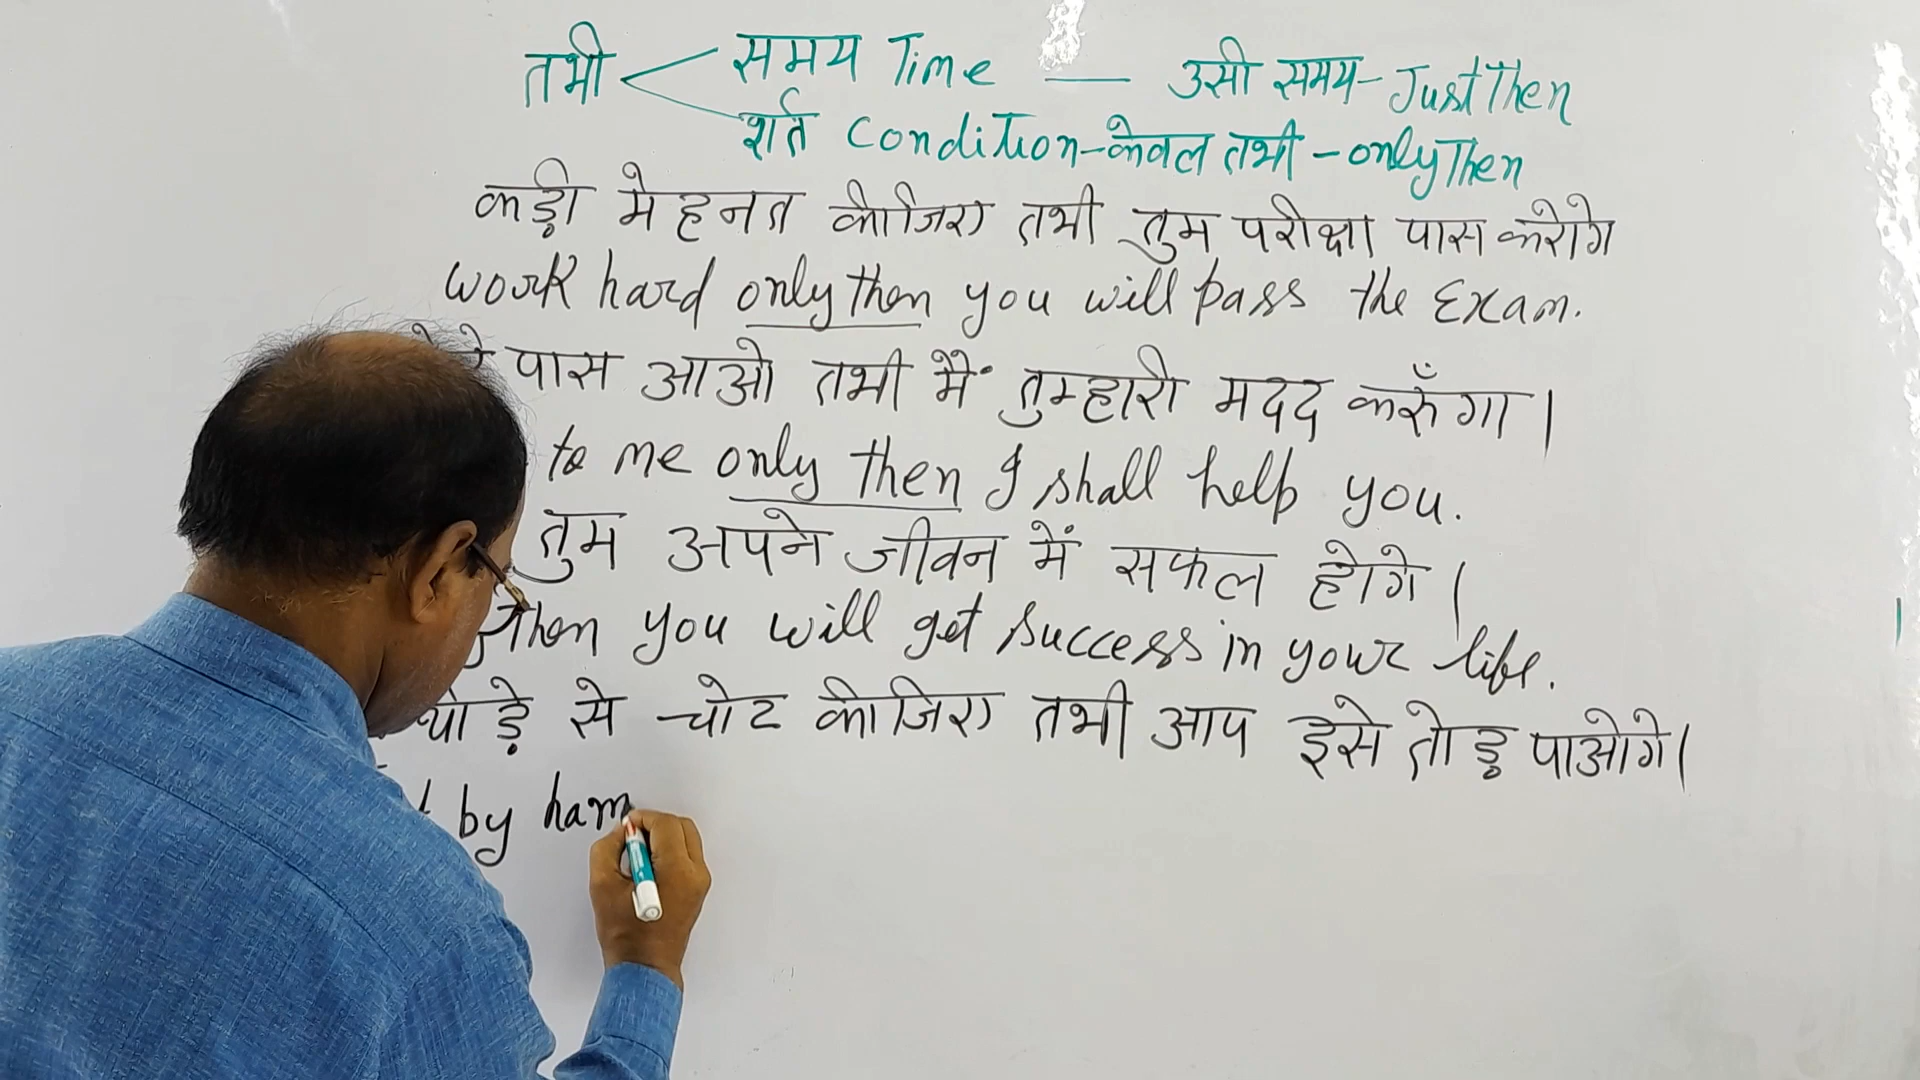 तभी < समय Time — उसी समय - Just Then
शर्त Condition - केवल तभी - only Then
कड़ी मेहनत कीजिए तभी तुम परीक्षा पास करोगे
work hard only then you will pass the Exam.
पास आओ तभी मैं तुम्हारी मदद करूँगा।
to me only then I shall help you.
तुम अपने जीवन में सफल होगे।
Then you will get success in your life.
थोड़े से चोट कीजिए तभी आप इसे तोड़ पाओगे।
by ham